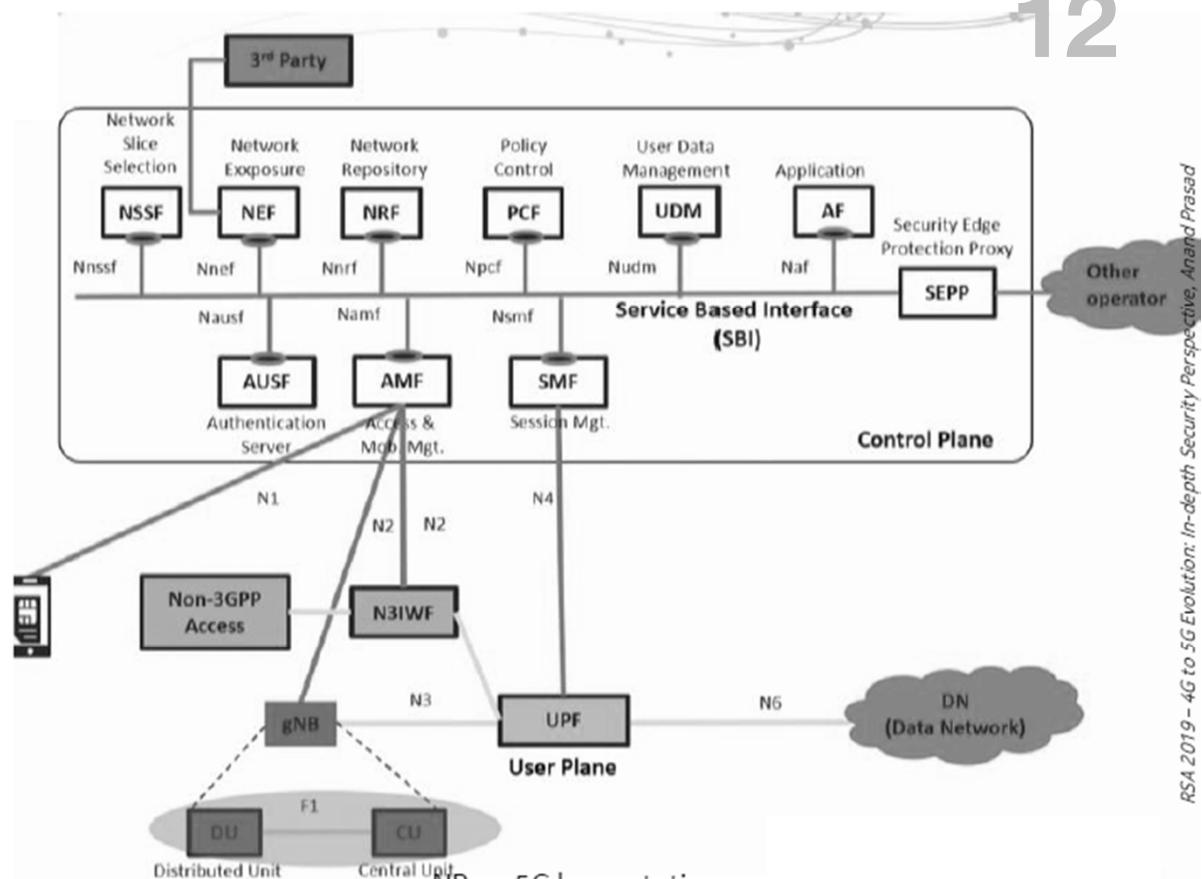 12
3rd Party
Network
Slice
Selection
Network
Exxposure
Network
Repository
Policy
Control
User Data
Management
Application
NSSF
NEF
NRF
PCF
UDM
AF
Security Edge
Protection Proxy
Nnssf
Nnef
Nnrf
Npcf
Nudm
Naf
SEPP
Other
operator
Nausf
Namf
Nsmf
Service Based Interface
(SBI)
AUSF
AMF
SMF
Authentication
Server
Access &
Mob. Mgt.
Session Mgt.
Control Plane
N1
N2
N2
N4
Non-3GPP
Access
N3IWF
gNB
N3
UPF
N6
DN
(Data Network)
User Plane
F1
DU
CU
Distributed Unit
Central Unit
RSA 2019 – 4G to 5G Evolution: In-depth Security Perspective, Anand Prasad